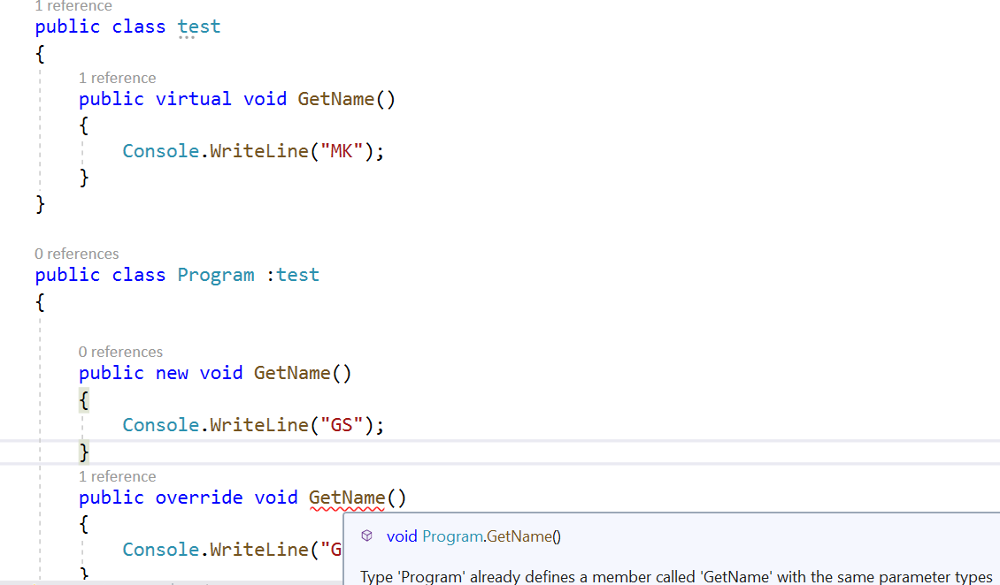 1 reference
public class test
{
1 reference
public virtual void GetName()
{
Console.WriteLine("MK");
}
}
0 references
public class Program :test
{
0 references
public new void GetName()
{
Console.WriteLine("GS");
}
1 reference
public override void GetName()
{
Console.WriteLine("G
}
void Program.GetName()
Type 'Program' already defines a member called 'GetName' with the same parameter types